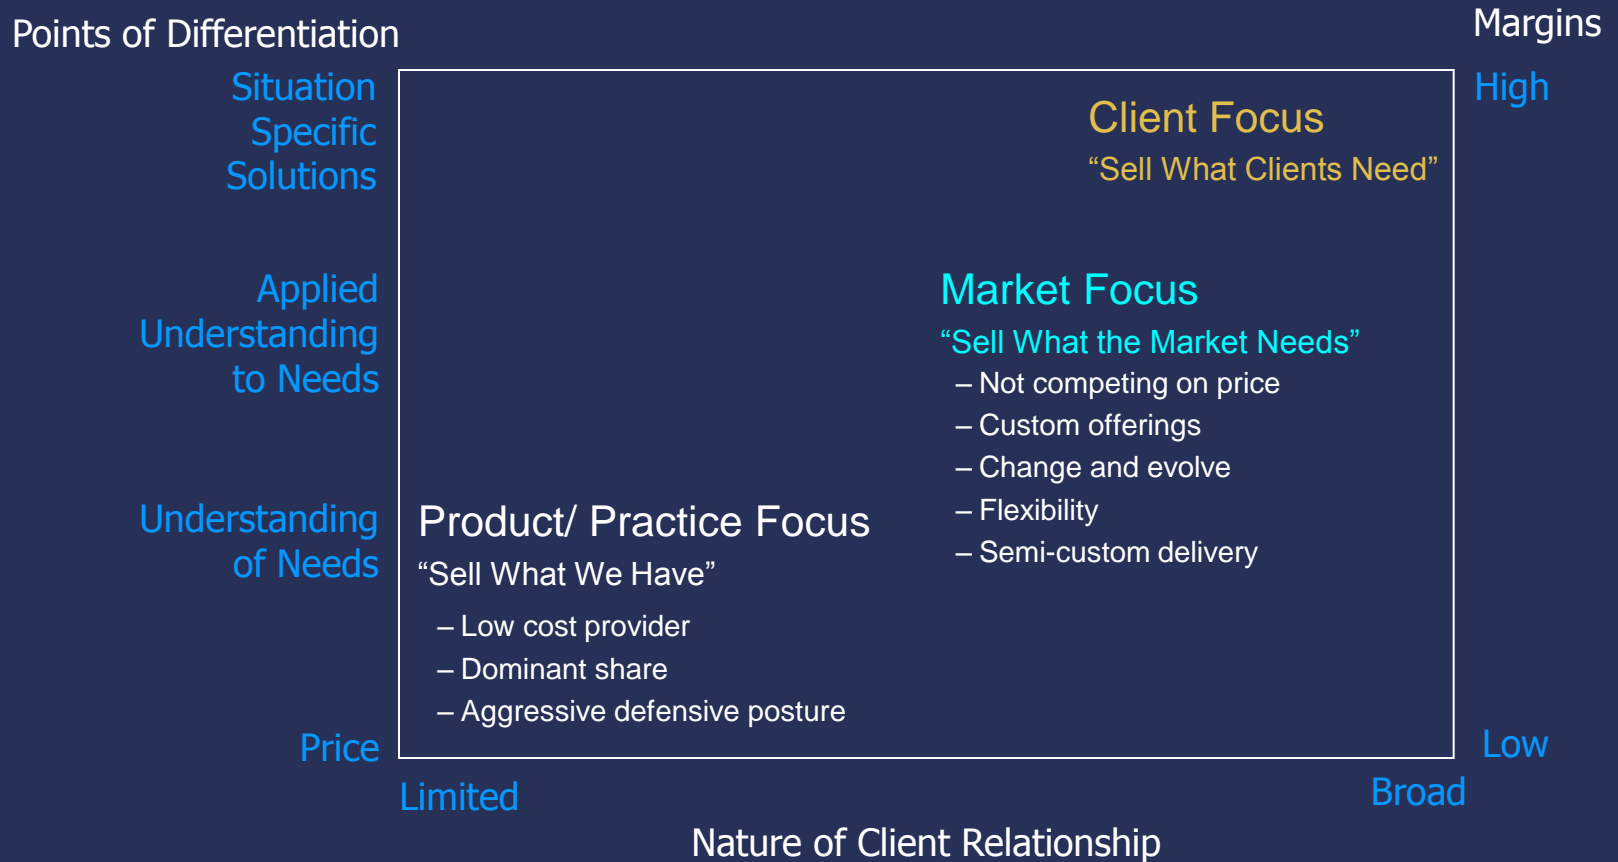 Points of Differentiation
Margins
Situation
Specific
Solutions
High
Client Focus
“Sell What Clients Need”
Applied
Understanding
to Needs
Market Focus
“Sell What the Market Needs”
– Not competing on price
– Custom offerings
– Change and evolve
– Flexibility
– Semi-custom delivery
Understanding
of Needs
Product/ Practice Focus
“Sell What We Have”
– Low cost provider
– Dominant share
– Aggressive defensive posture
Price
Low
Limited
Broad
Nature of Client Relationship